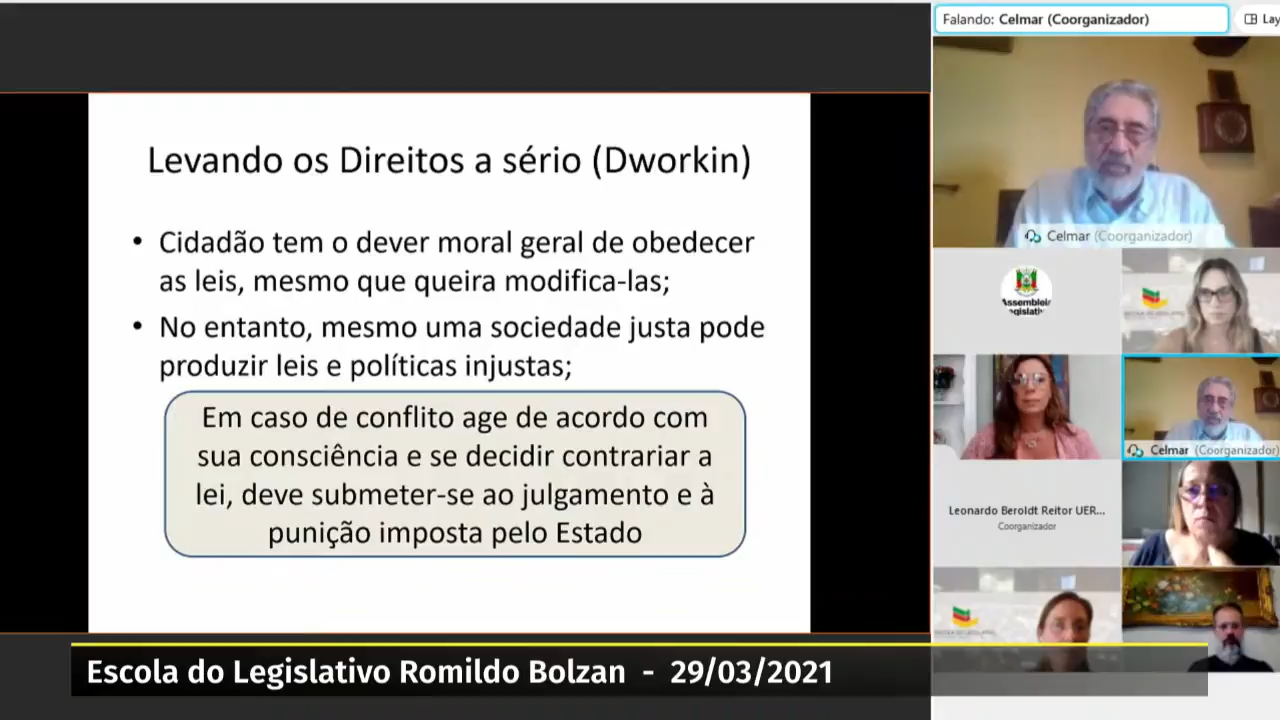 Falando: Celmar (Coorganizador)
Lay
Levando os Direitos a sério (Dworkin)
• Cidadão tem o dever moral geral de obedecer
as leis, mesmo que queira modifica-las;
• No entanto, mesmo uma sociedade justa pode
produzir leis e políticas injustas;
Em caso de conflito age de acordo com
sua consciência e se decidir contrariar a
lei, deve submeter-se ao julgamento e à
punição imposta pelo Estado
Celmar (Coorganizador)
Assembleia
Legislativ
Celmar (Coorganizador)
Leonardo Beroldt Reitor UER...
Coorganizador
Escola do Legislativo Romildo Bolzan - 29/03/2021